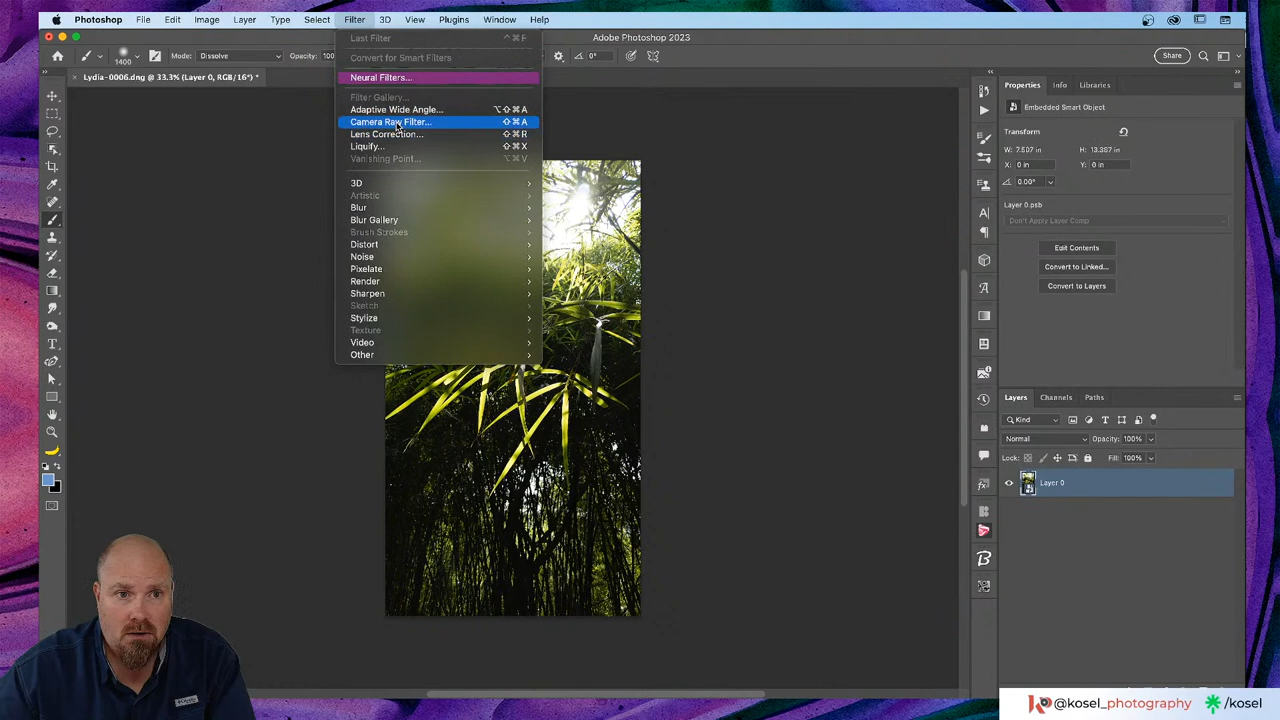 Photoshop File Edit Image Layer Type Select Filter 3D View Plugins Window Help
Adobe Photoshop 2023
1400 Mode: Dissolve Opacity: 100% 0° Share
× Lydia-0006.dng @ 33.3% (Layer 0, RGB/16*) *
Last Filter ^⌘F
Convert for Smart Filters
Neural Filters...
Filter Gallery...
Adaptive Wide Angle... ⌥⇧⌘A
Camera Raw Filter... ⇧⌘A
Lens Correction... ⇧⌘R
Liquify... ⇧⌘X
Vanishing Point... ⌥⌘V
3D
Artistic
Blur
Blur Gallery
Brush Strokes
Distort
Noise
Pixelate
Render
Sharpen
Sketch
Stylize
Texture
Video
Other
Properties Info Libraries
Embedded Smart Object
Transform
W: 7.507 in H: 13.387 in
X: 0 in Y: 0 in
0.00°
Layer 0.psb
Don't Apply Layer Comp
Edit Contents
Convert to Linked...
Convert to Layers
Layers Channels Paths
Kind
Normal Opacity: 100%
Lock: Fill: 100%
Layer 0
@kosel_photography /kosel